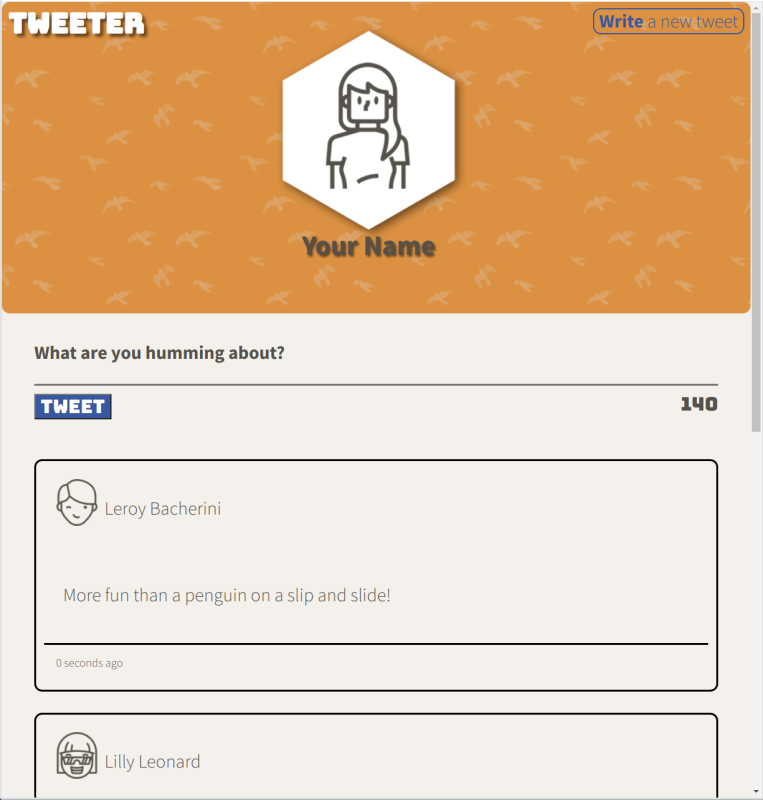 TWEETER
Write a new tweet
Your Name
What are you humming about?
TWEET
140
Leroy Bacherini
More fun than a penguin on a slip and slide!
0 seconds ago
Lilly Leonard